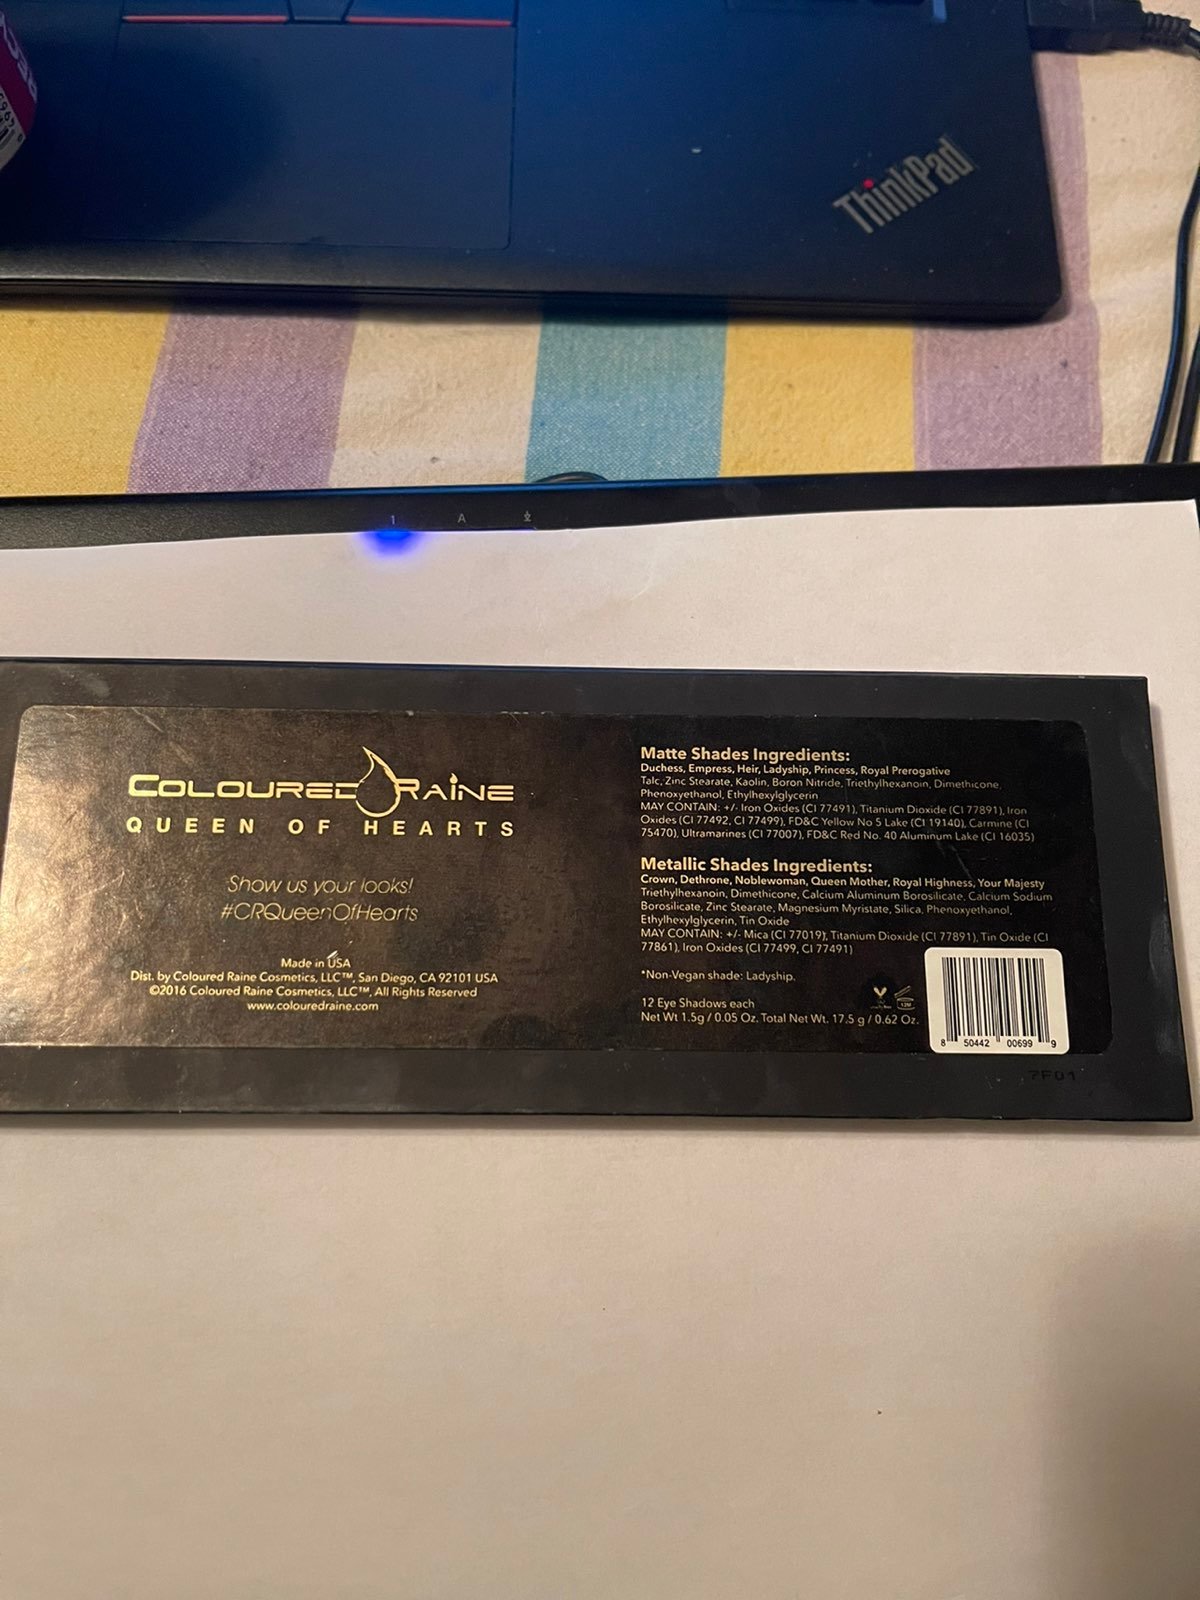 ThinkPad
1 A
COLOURED RAINE
QUEEN OF HEARTS
Show us your looks!
#CRQueenOfHearts
Made in USA
Dist. by Coloured Raine Cosmetics, LLC™, San Diego, CA 92101 USA
©2016 Coloured Raine Cosmetics, LLC™, All Rights Reserved
www.colouredraine.com
Matte Shades Ingredients:
Duchess, Empress, Heir, Ladyship, Princess, Royal Prerogative
Talc, Zinc Stearate, Kaolin, Boron Nitride, Triethylhexanoin, Dimethicone,
Phenoxyethanol, Ethylhexylglycerin
MAY CONTAIN: +/- Iron Oxides (CI 77491), Titanium Dioxide (CI 77891), Iron
Oxides (CI 77492, CI 77499), FD&C Yellow No 5 Lake (CI 19140), Carmine (CI
75470), Ultramarines (CI 77007), FD&C Red No. 40 Aluminum Lake (CI 16035)
Metallic Shades Ingredients:
Crown, Dethrone, Noblewoman, Queen Mother, Royal Highness, Your Majesty
Triethylhexanoin, Dimethicone, Calcium Aluminum Borosilicate, Calcium Sodium
Borosilicate, Zinc Stearate, Magnesium Myristate, Silica, Phenoxyethanol,
Ethylhexylglycerin, Tin Oxide
MAY CONTAIN: +/- Mica (CI 77019), Titanium Dioxide (CI 77891), Tin Oxide (CI
77861), Iron Oxides (CI 77499, CI 77491)
*Non-Vegan shade: Ladyship.
12 Eye Shadows each
Net Wt 1.5g / 0.05 Oz. Total Net Wt. 17.5 g / 0.62 Oz.
12M
8 50442 00699 9
7F01